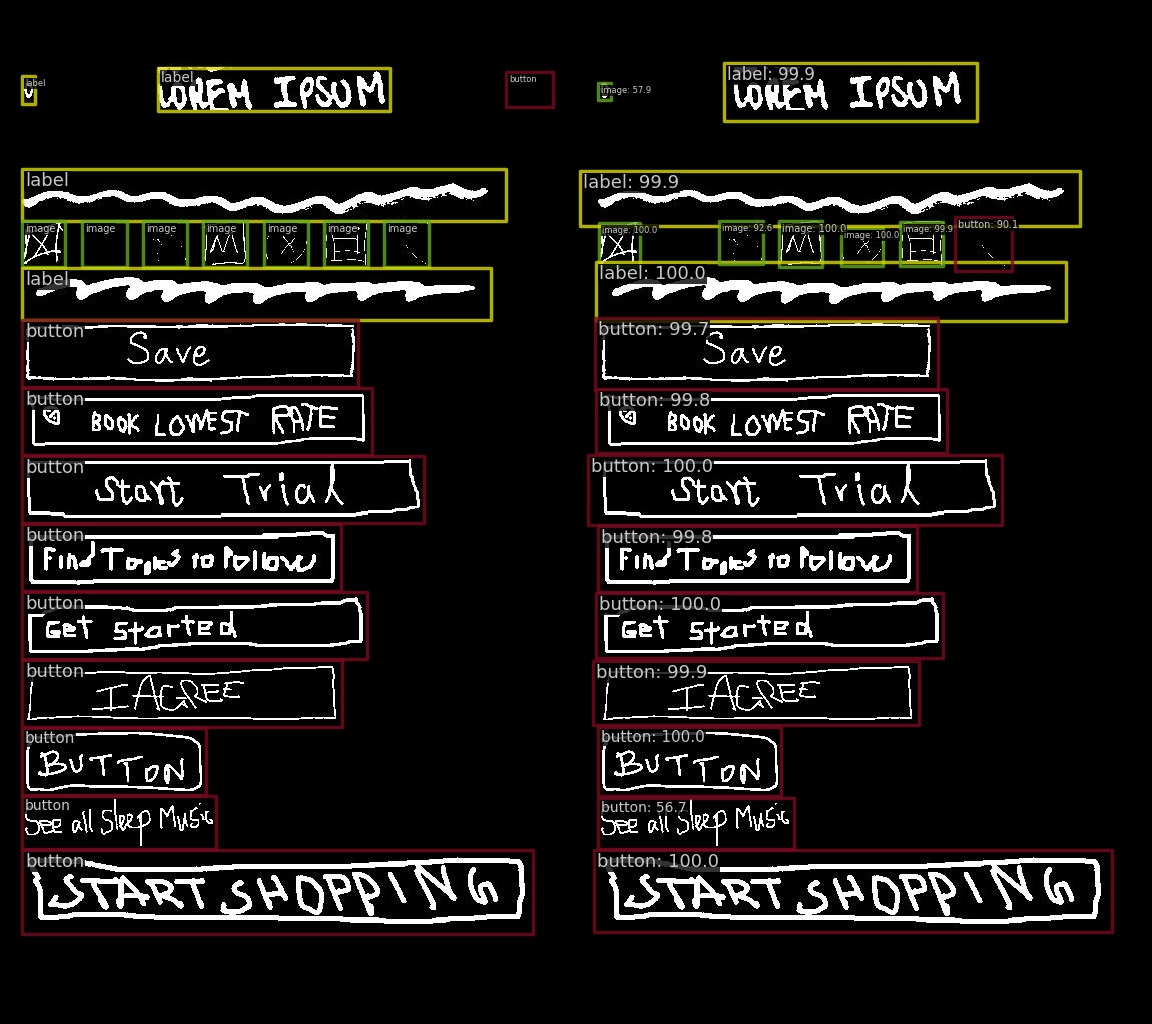 label label button image: 57.9 label: 99.9
LOREM IPSUM LOREM IPSUM
label label: 99.9
image image image image image image image image: 100.0 image: 92.6 image: 100.0 image: 100.0 image: 99.9 button: 90.1
label label: 100.0
button button: 99.7
Save Save
button button: 99.8
BOOK LOWEST RATE BOOK LOWEST RATE
button button: 100.0
Start Trial Start Trial
button button: 99.8
Find Topics to Follow Find Topics to Follow
button button: 100.0
Get Started Get Started
button button: 99.9
I AGREE I AGREE
button button: 100.0
BUTTON BUTTON
button button: 56.7
See all Sleep Music See all Sleep Music
button button: 100.0
START SHOPPING START SHOPPING